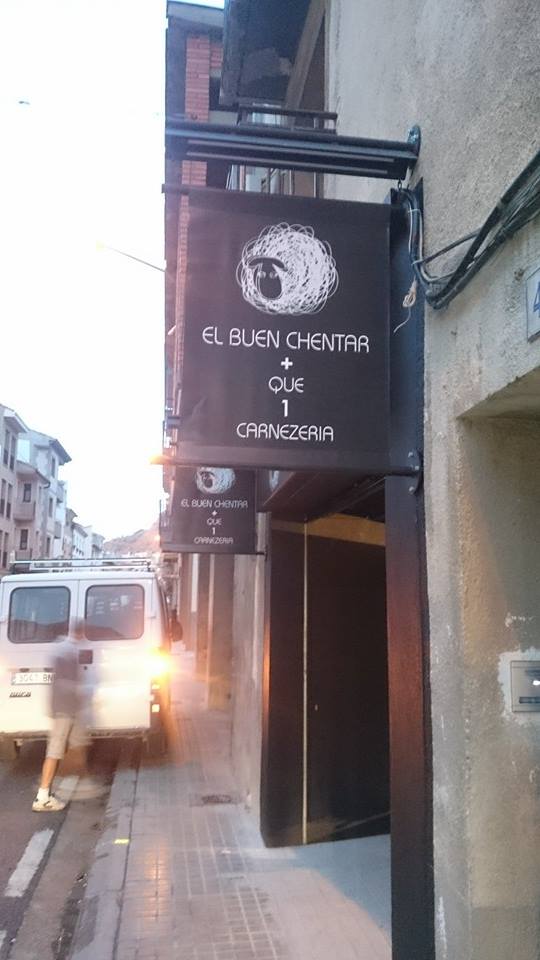 EL BUEN CHENTAR
+
QUE
1
CARNEZERIA
EL BUEN CHENTAR
+
QUE
1
CARNEZERIA